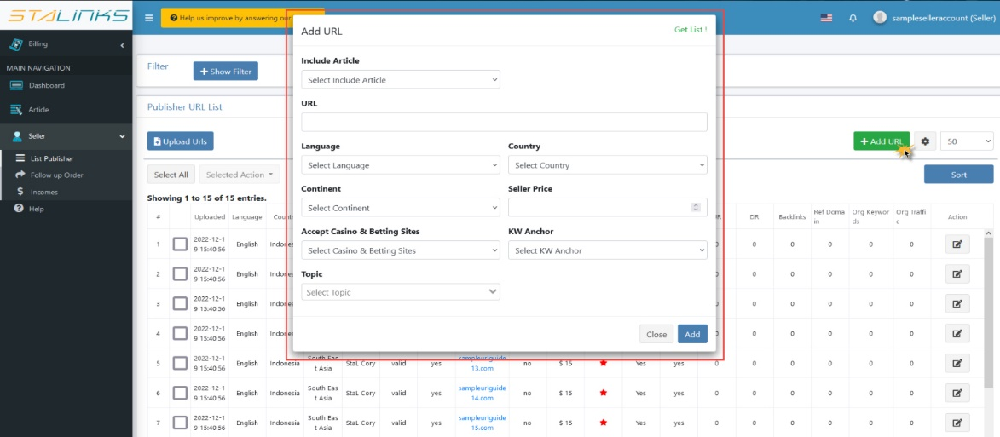 STALINKS
Help us improve by answering our
sampleselleraccount (Seller)
Billing
MAIN NAVIGATION
Dashboard
Article
Seller
List Publisher
Follow up Order
Incomes
Help
Filter
Show Filter
Publisher URL List
Upload Urls
Add URL
50
Select All
Selected Action
Sort
Showing 1 to 15 of 15 entries.
Add URL
Get List !
Include Article
Select Include Article
URL
Language
Country
Select Language
Select Country
Continent
Seller Price
Select Continent
Accept Casino & Betting Sites
KW Anchor
Select Casino & Betting Sites
Select KW Anchor
Topic
Select Topic
Close
Add
# Uploaded Language Countr UR DR Backlinks Ref Domain Org Keywords Org Traffic Action
1 2022-12-19 15:40:56 English Indones 0 0 0 0 0 0
2 2022-12-19 15:40:56 English Indones 0 0 0 0 0 0
3 2022-12-19 15:40:56 English Indones 0 0 0 0 0 0
4 2022-12-19 15:40:56 English Indones 0 0 0 0 0 0
5 2022-12-19 15:40:56 English Indonesia South East Asia StaL Cory valid yes sampleurlguide13.com no $ 15 Yes yes 0 0 0 0 0 0
6 2022-12-19 15:40:56 English Indonesia South East Asia StaL Cory valid yes sampleurlguide14.com no $ 15 Yes yes 0 0 0 0 0 0
7 2022-12-19 15:40:56 English Indonesia South East Asia StaL Cory valid yes sampleurlguide15.com no $ 15 Yes yes 0 0 0 0 0 0